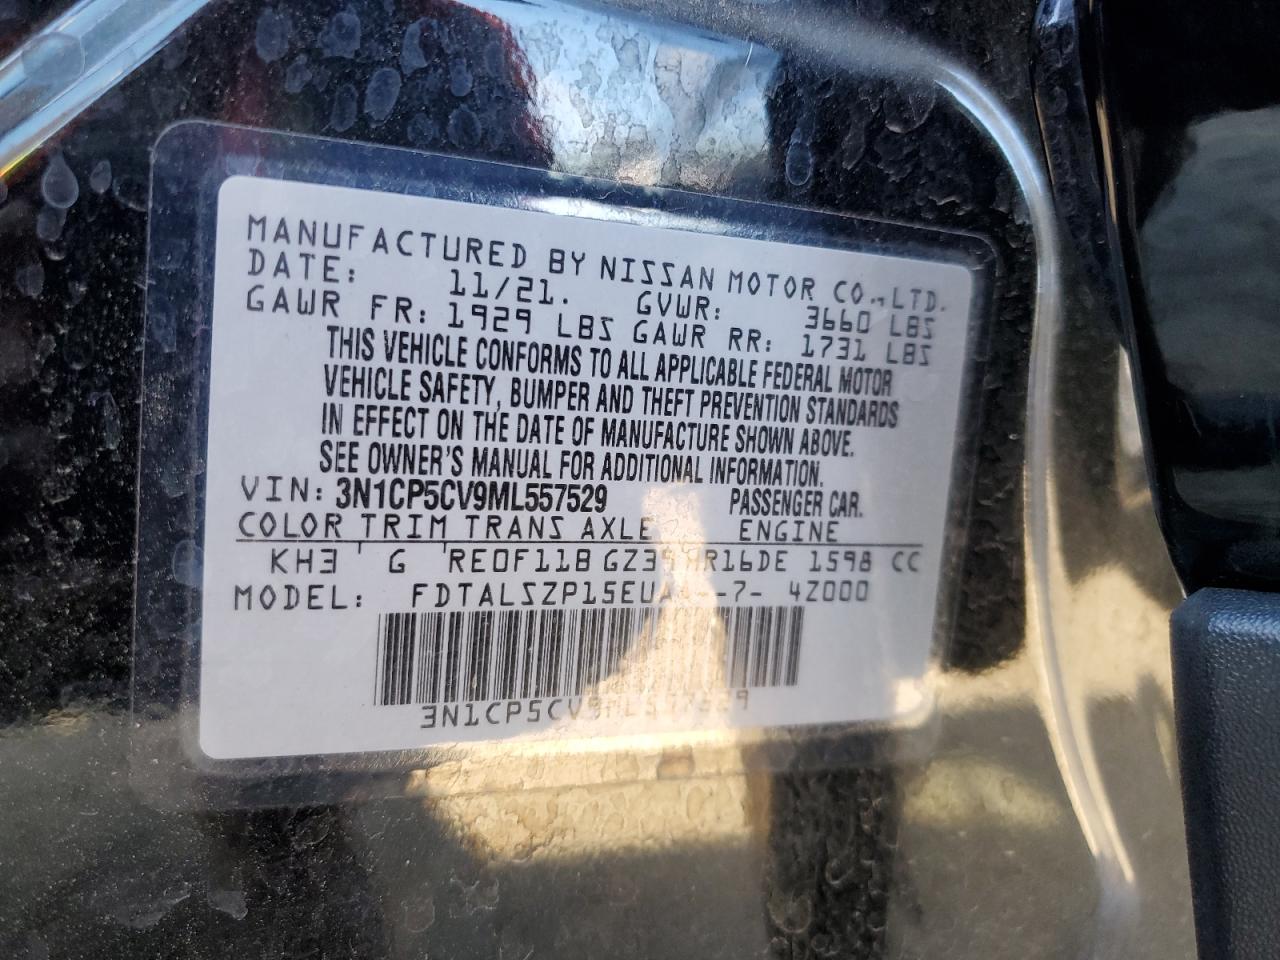 MANUFACTURED BY NISSAN MOTOR CO., LTD.
DATE: 11/21. GVWR: 3660 LBS
GAWR FR: 1929 LBS GAWR RR: 1731 LBS
THIS VEHICLE CONFORMS TO ALL APPLICABLE FEDERAL MOTOR
VEHICLE SAFETY, BUMPER AND THEFT PREVENTION STANDARDS
IN EFFECT ON THE DATE OF MANUFACTURE SHOWN ABOVE.
SEE OWNER'S MANUAL FOR ADDITIONAL INFORMATION.
VIN: 3N1CP5CV9ML557529 PASSENGER CAR.
COLOR TRIM TRANS AXLE ENGINE
KH3 G RE0F11B GZ39 HR16DE 1598 CC
MODEL: 4Z000
3N1CP5CV9ML557529